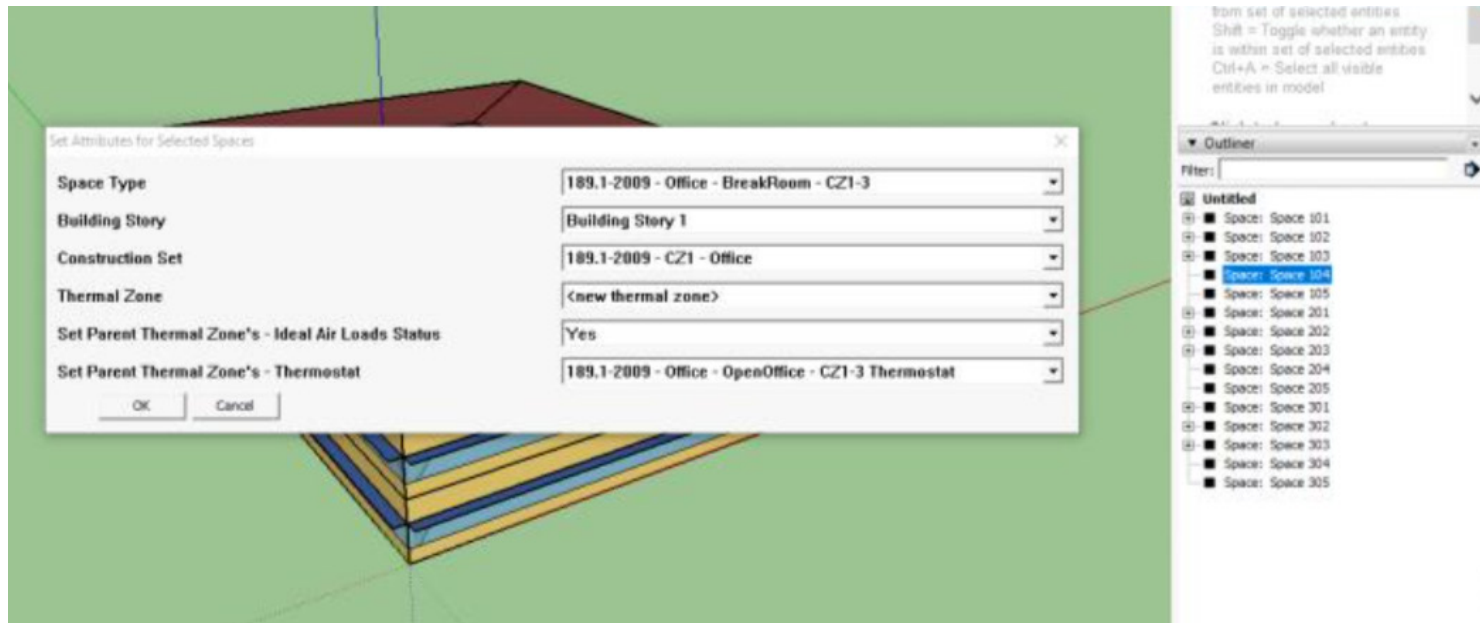 from set of selected entities
Shift = Toggle whether an entity
is within set of selected entities
Ctrl+A = Select all visible
entities in model
Set Attributes for Selected Spaces
Space Type
189.1-2009 - Office - BreakRoom - CZ1-3
Building Story
Building Story 1
Construction Set
189.1-2009 - CZ1 - Office
Thermal Zone
<new thermal zone>
Set Parent Thermal Zone's - Ideal Air Loads Status
Yes
Set Parent Thermal Zone's - Thermostat
189.1-2009 - Office - OpenOffice - CZ1-3 Thermostat
OK
Cancel
Outliner
Filter:
Untitled
Space: Space 101
Space: Space 102
Space: Space 103
Space: Space 104
Space: Space 105
Space: Space 201
Space: Space 202
Space: Space 203
Space: Space 204
Space: Space 205
Space: Space 301
Space: Space 302
Space: Space 303
Space: Space 304
Space: Space 305